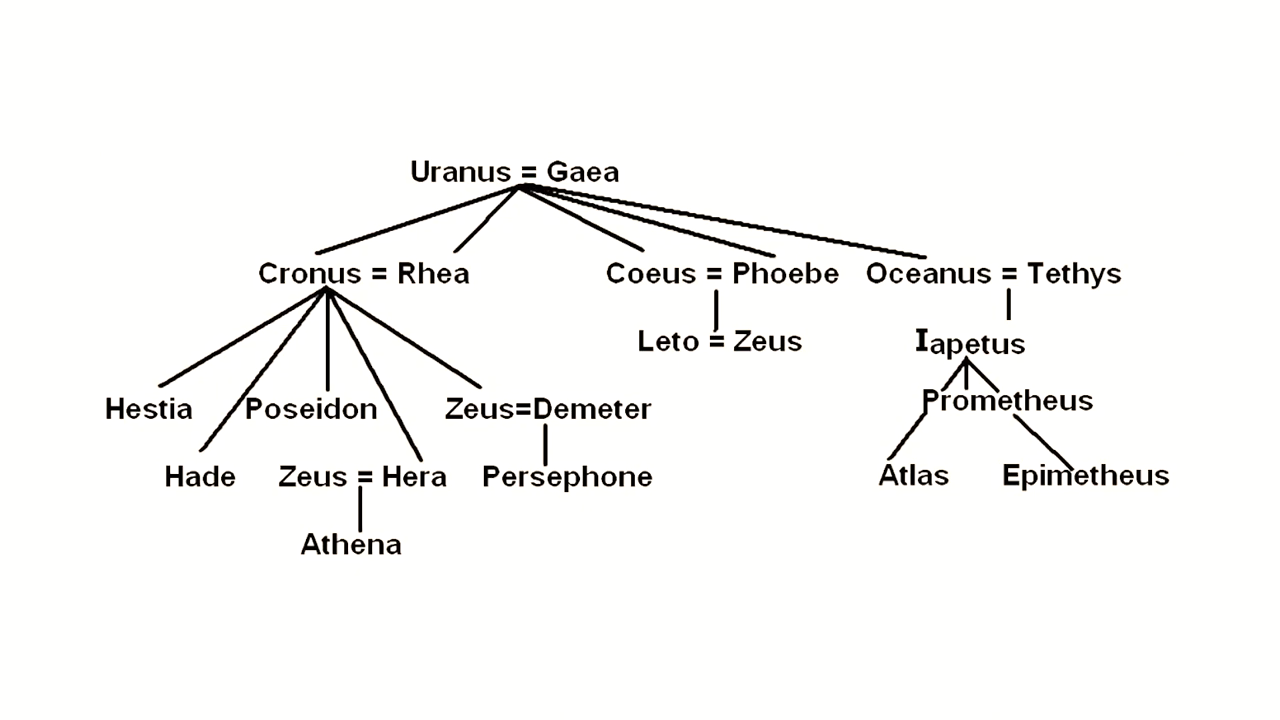 Uranus = Gaea
Cronus = Rhea
Coeus = Phoebe
Oceanus = Tethys
Leto = Zeus
Iapetus
Hestia
Poseidon
Zeus=Demeter
Prometheus
Hade
Zeus = Hera
Persephone
Atlas
Epimetheus
Athena